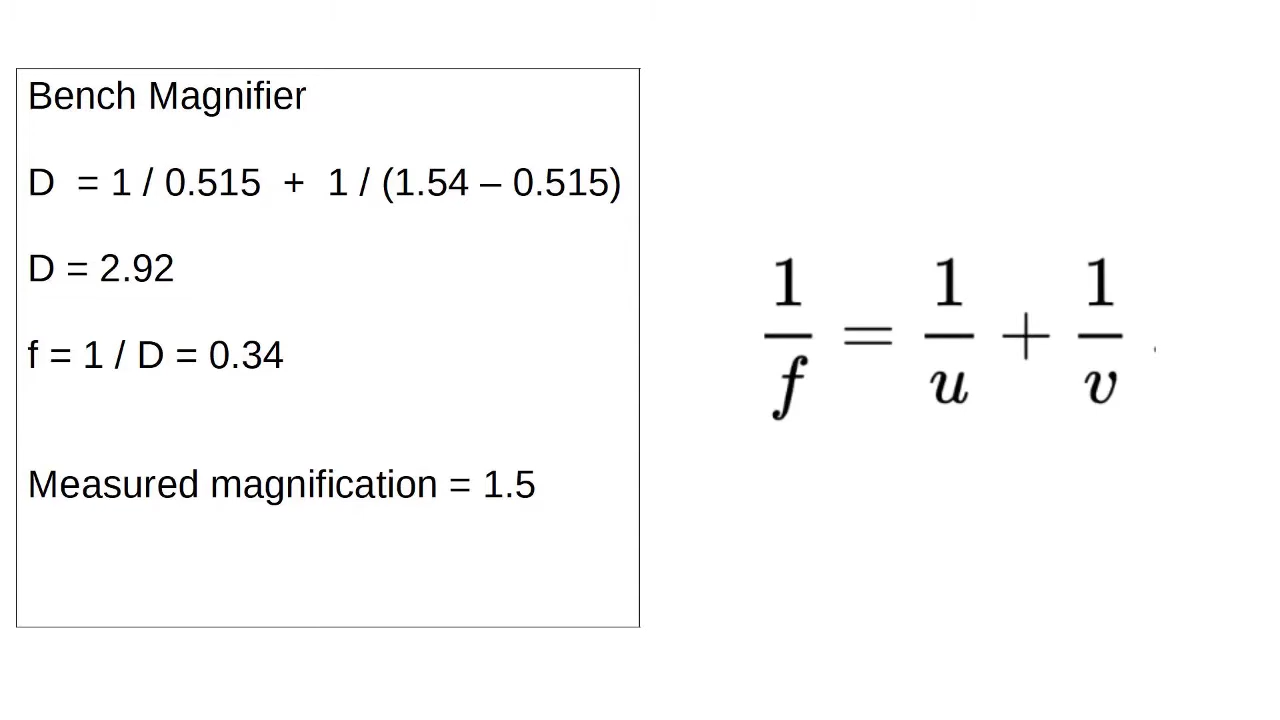 Bench Magnifier
D = 1 / 0.515 + 1 / (1.54 – 0.515)
D = 2.92
f = 1 / D = 0.34
Measured magnification = 1.5
1/f = 1/u + 1/v .